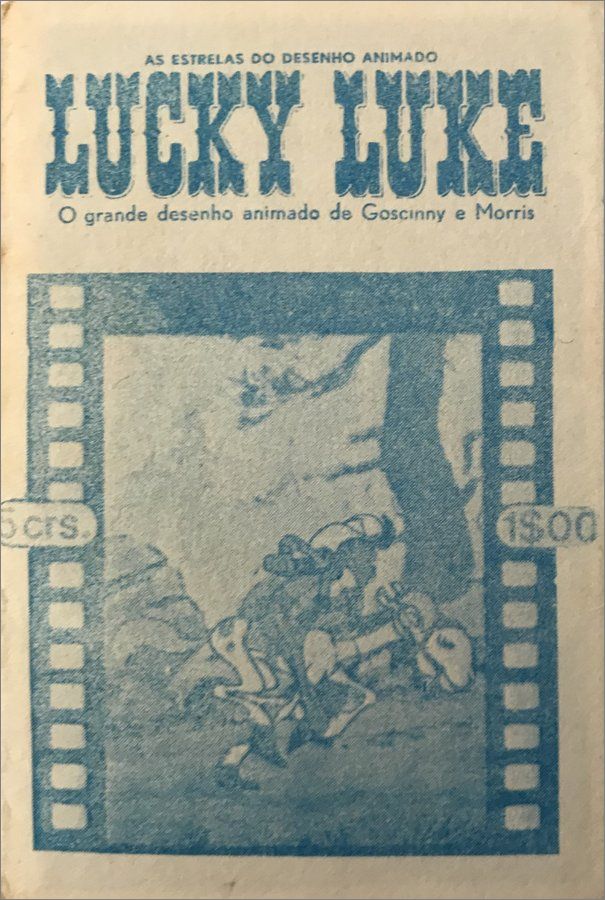 AS ESTRELAS DO DESENHO ANIMADO
LUCKY LUKE
O grande desenho animado de Goscinny e Morris
5 crs.
1$00